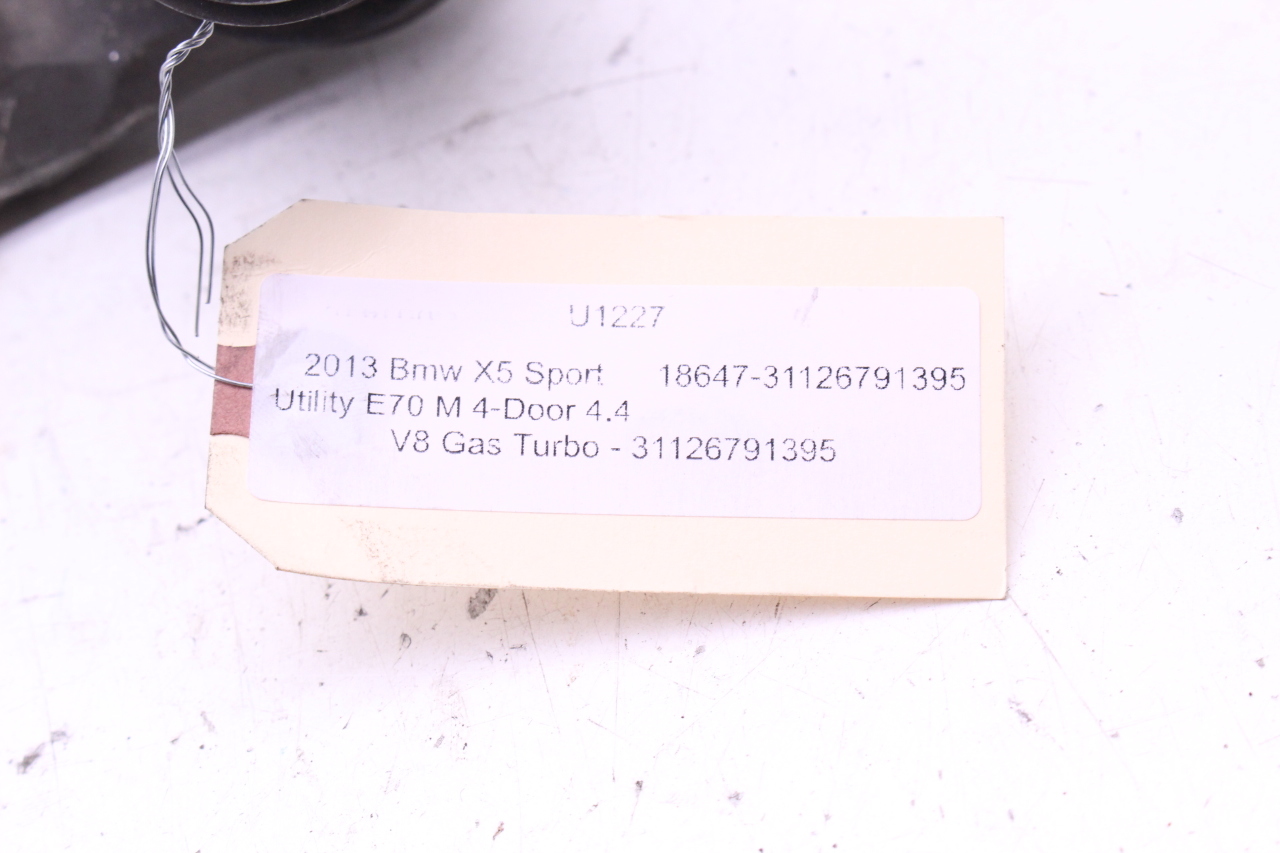 U1227
2013 Bmw X5 Sport 18647-31126791395
Utility E70 M 4-Door 4.4
V8 Gas Turbo - 31126791395